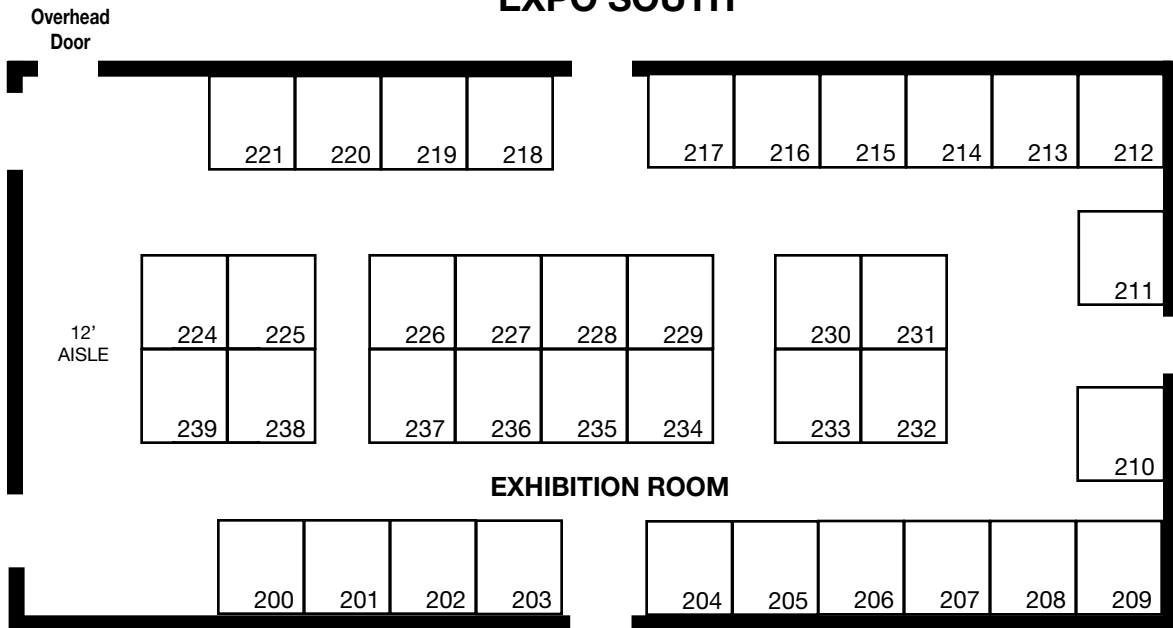 EXPO SOUTH
Overhead
Door
221 220 219 218 217 216 215 214 213 212
211
224 225 226 227 228 229 230 231
12’
AISLE
239 238 237 236 235 234 233 232
210
EXHIBITION ROOM
200 201 202 203 204 205 206 207 208 209